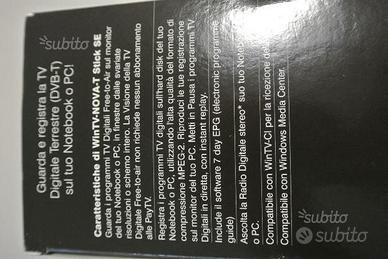 Guarda e registra la TV
Digitale Terrestre (DVB-T)
sul tuo Notebook o PC!
Caratteristiche di WinTV-NOVA-T Stick SE
Guarda i programmi TV Digitali Free-to-Air sul monitor
del tuo Notebook o PC, in finestre dalle svariate
risoluzioni o schermo intero. La Visione della TV
Digitale Free-to-air non richiede nessun abbonamento
alle PayTV.
Registra i programmi TV digitali sull'hard disk del tuo
Notebook o PC, utilizzando l'alta qualità del formato di
compressione MPEG-2. Riproduci le tue registrazione
sul monitor del tuo PC. Metti in Pausa i programmi TV
Digitali in diretta, con instant replay.
Include il software 7 day EPG (electronic programme
guide)
Ascolta la Radio Digitale stereo* suo tuo
o PC.
Compatibile con WinTV-CI per la ricezione
Compatibile con Windows Media Center
subito
subito
subito